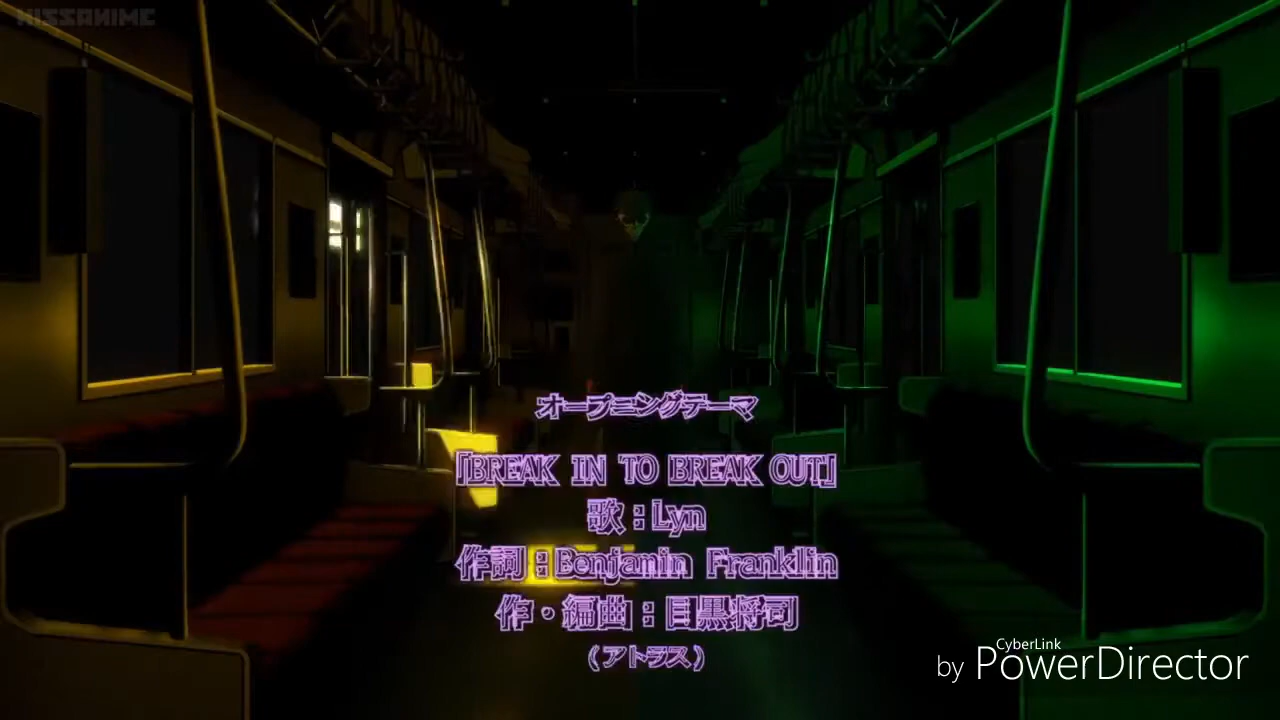 NISSANIME
オープニングテーマ
「BREAK IN TO BREAK OUT」
歌：Lyn
作詞：Benjamin Franklin
作・編曲：目黒将司
（アトラス）
CyberLink
by PowerDirector